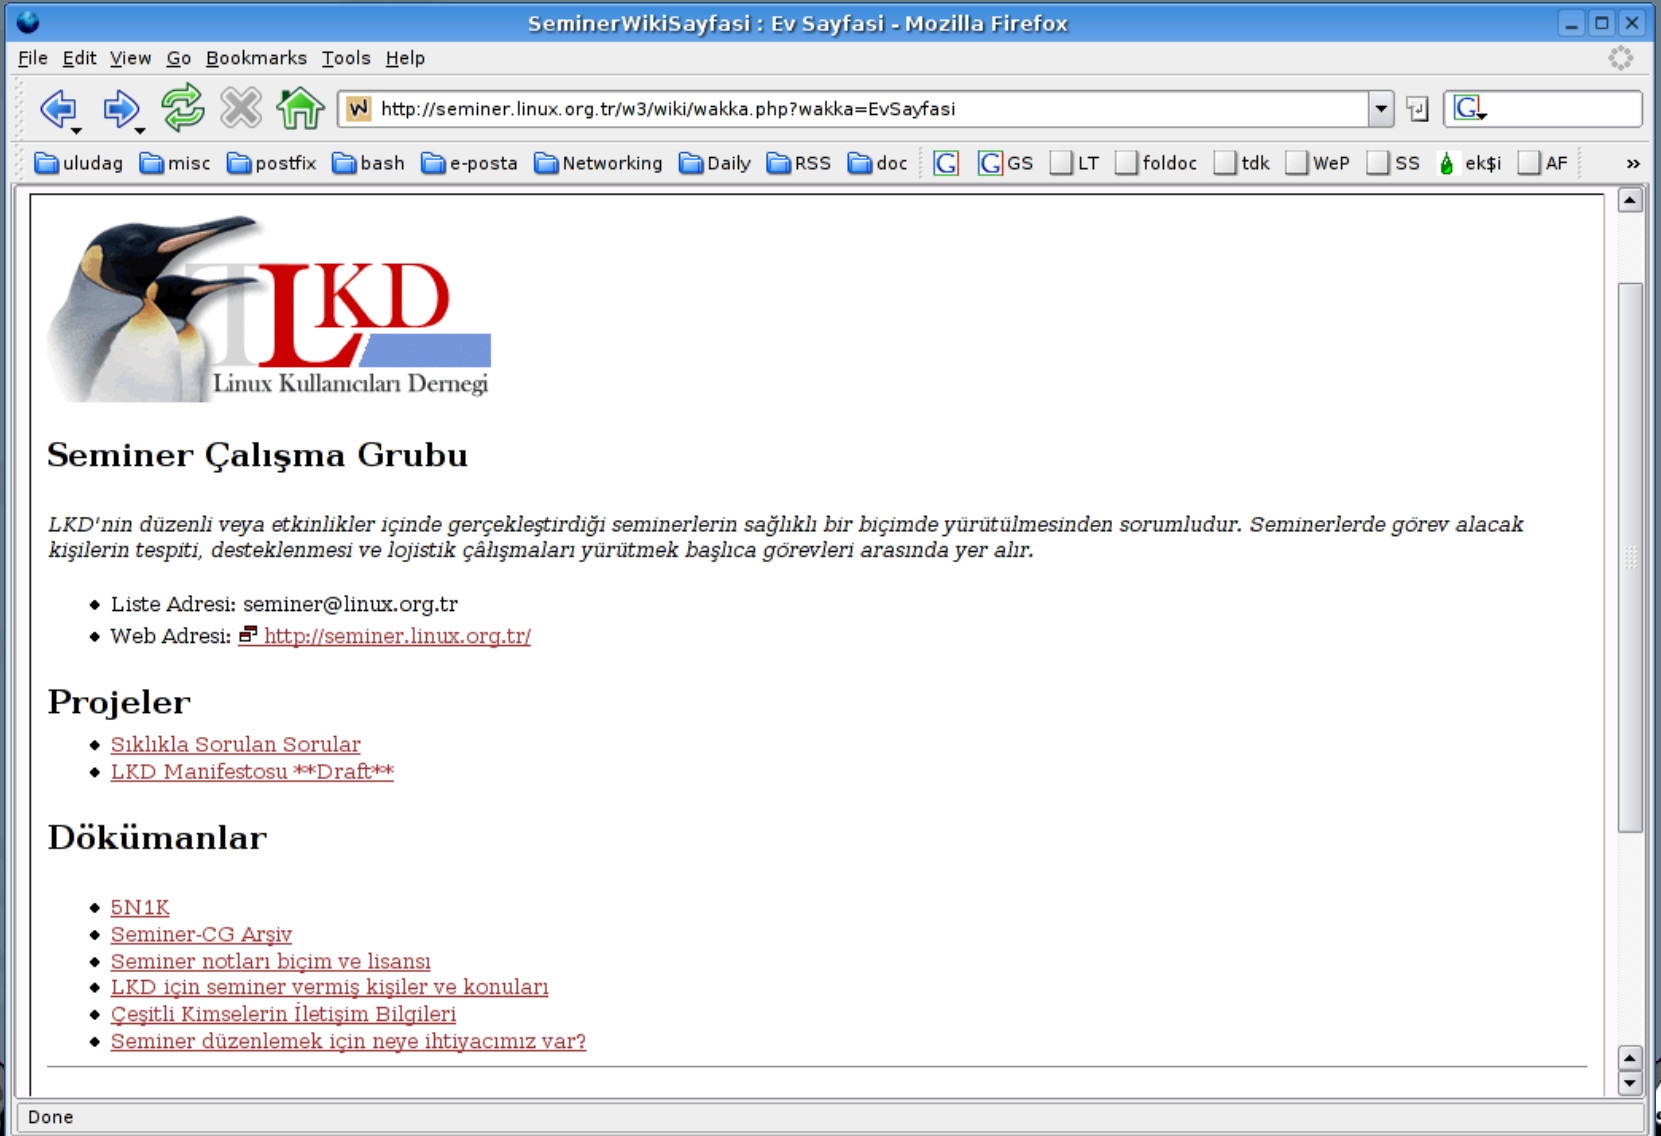 SeminerWikiSayfasi : Ev Sayfasi - Mozilla Firefox
File Edit View Go Bookmarks Tools Help
http://seminer.linux.org.tr/w3/wiki/wakka.php?wakka=EvSayfasi
uludag misc postfix bash e-posta Networking Daily RSS doc G G GS LT foldoc tdk WeP SS ek$i AF »
TLKD
Linux Kullanıcıları Dernegi
Seminer Çalışma Grubu
LKD'nin düzenli veya etkinlikler içinde gerçekleştirdiği seminerlerin sağlıklı bir biçimde yürütülmesinden sorumludur. Seminerlerde görev alacak
kişilerin tespiti, desteklenmesi ve lojistik çâlışmaları yürütmek başlıca görevleri arasında yer alır.
Liste Adresi: seminer@linux.org.tr
Web Adresi: http://seminer.linux.org.tr/
Projeler
Sıklıkla Sorulan Sorular
LKD Manifestosu **Draft**
Dökümanlar
5N1K
Seminer-CG Arşiv
Seminer notları biçim ve lisansı
LKD için seminer vermiş kişiler ve konuları
Çeşitli Kimselerin İletişim Bilgileri
Seminer düzenlemek için neye ihtiyacımız var?
Done